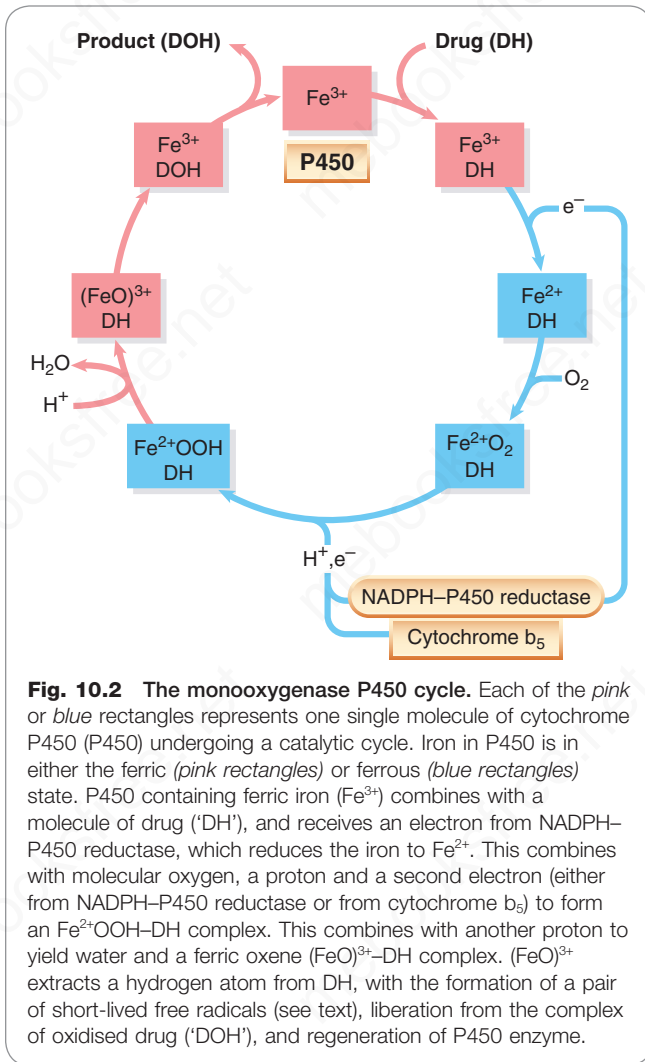 Product (DOH)
Drug (DH)
Fe³⁺
P450
Fe³⁺
DOH
Fe³⁺
DH
e⁻
(FeO)³⁺
DH
Fe²⁺
DH
H₂O
H⁺
O₂
Fe²⁺OOH
DH
Fe²⁺O₂
DH
H⁺,e⁻
NADPH–P450 reductase
Cytochrome b₅
Fig. 10.2 The monooxygenase P450 cycle. Each of the pink
or blue rectangles represents one single molecule of cytochrome
P450 (P450) undergoing a catalytic cycle. Iron in P450 is in
either the ferric (pink rectangles) or ferrous (blue rectangles)
state. P450 containing ferric iron (Fe³⁺) combines with a
molecule of drug (‘DH’), and receives an electron from NADPH–
P450 reductase, which reduces the iron to Fe²⁺. This combines
with molecular oxygen, a proton and a second electron (either
from NADPH–P450 reductase or from cytochrome b₅) to form
an Fe²⁺OOH–DH complex. This combines with another proton to
yield water and a ferric oxene (FeO)³⁺–DH complex. (FeO)³⁺
extracts a hydrogen atom from DH, with the formation of a pair
of short-lived free radicals (see text), liberation from the complex
of oxidised drug (‘DOH’), and regeneration of P450 enzyme.